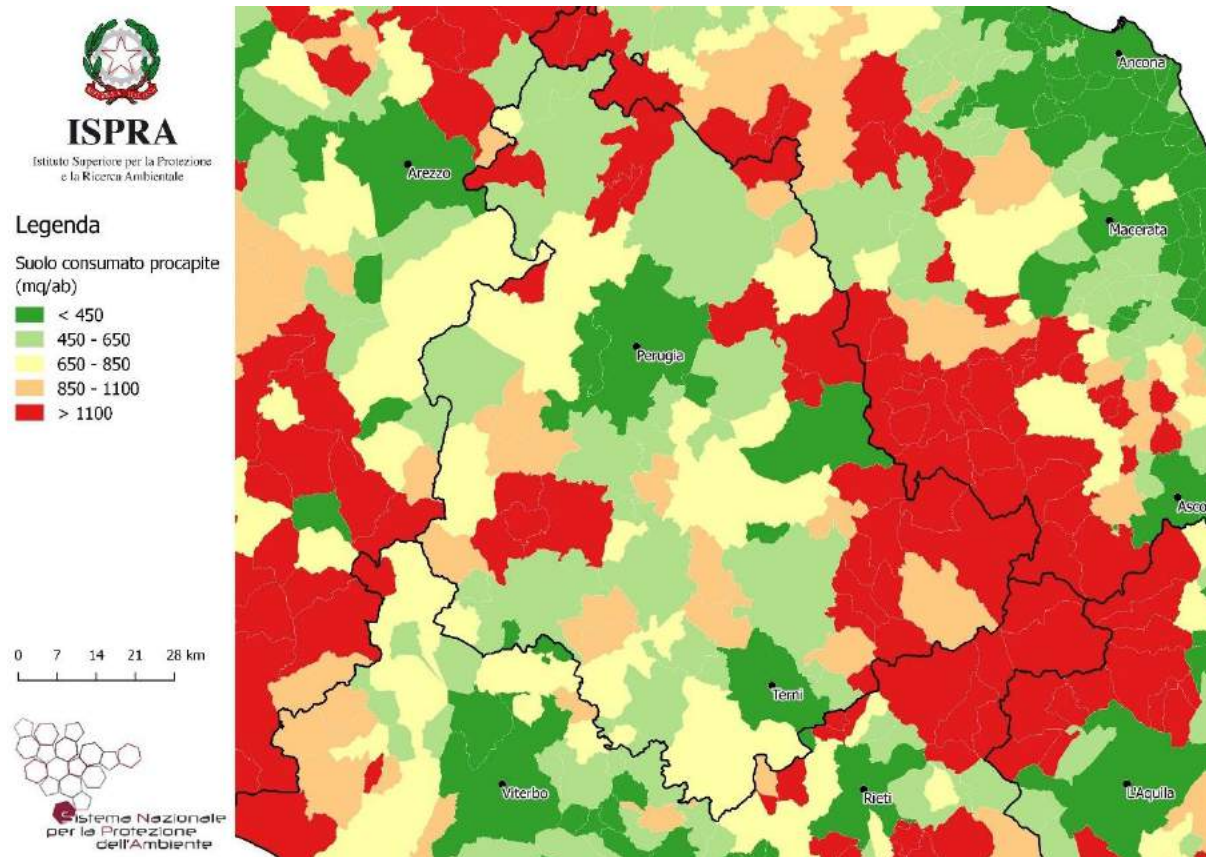 ISPRA
Istituto Superiore per la Protezione
e la Ricerca Ambientale
Legenda
Suolo consumato procapite
(mq/ab)
< 450
450 - 650
650 - 850
850 - 1100
> 1100
0 7 14 21 28 km
Sistema Nazionale
per la Protezione
dell'Ambiente
Ancona
Arezzo
Macerata
Perugia
Asco
Terni
Viterbo
Rieti
L'Aquila